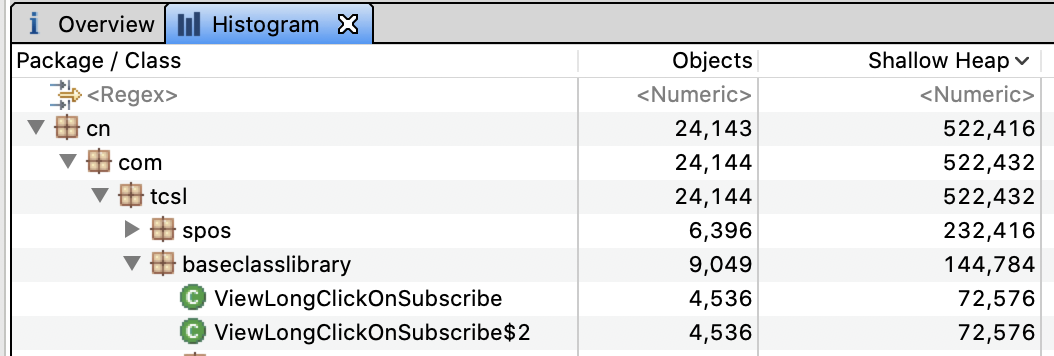 Overview Histogram
Package / Class Objects Shallow Heap
<Regex> <Numeric> <Numeric>
cn 24,143 522,416
com 24,144 522,432
tcsl 24,144 522,432
spos 6,396 232,416
baseclasslibrary 9,049 144,784
ViewLongClickOnSubscribe 4,536 72,576
ViewLongClickOnSubscribe$2 4,536 72,576